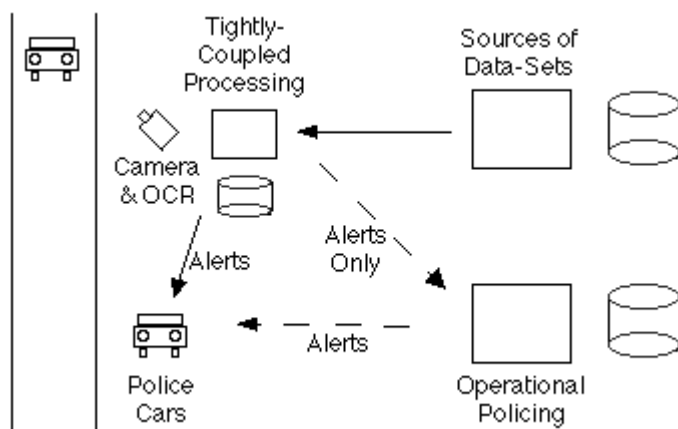 Tightly-
Coupled
Processing
Sources of
Data-Sets
Camera
& OCR
Alerts
Alerts
Only
Alerts
Police
Cars
Operational
Policing